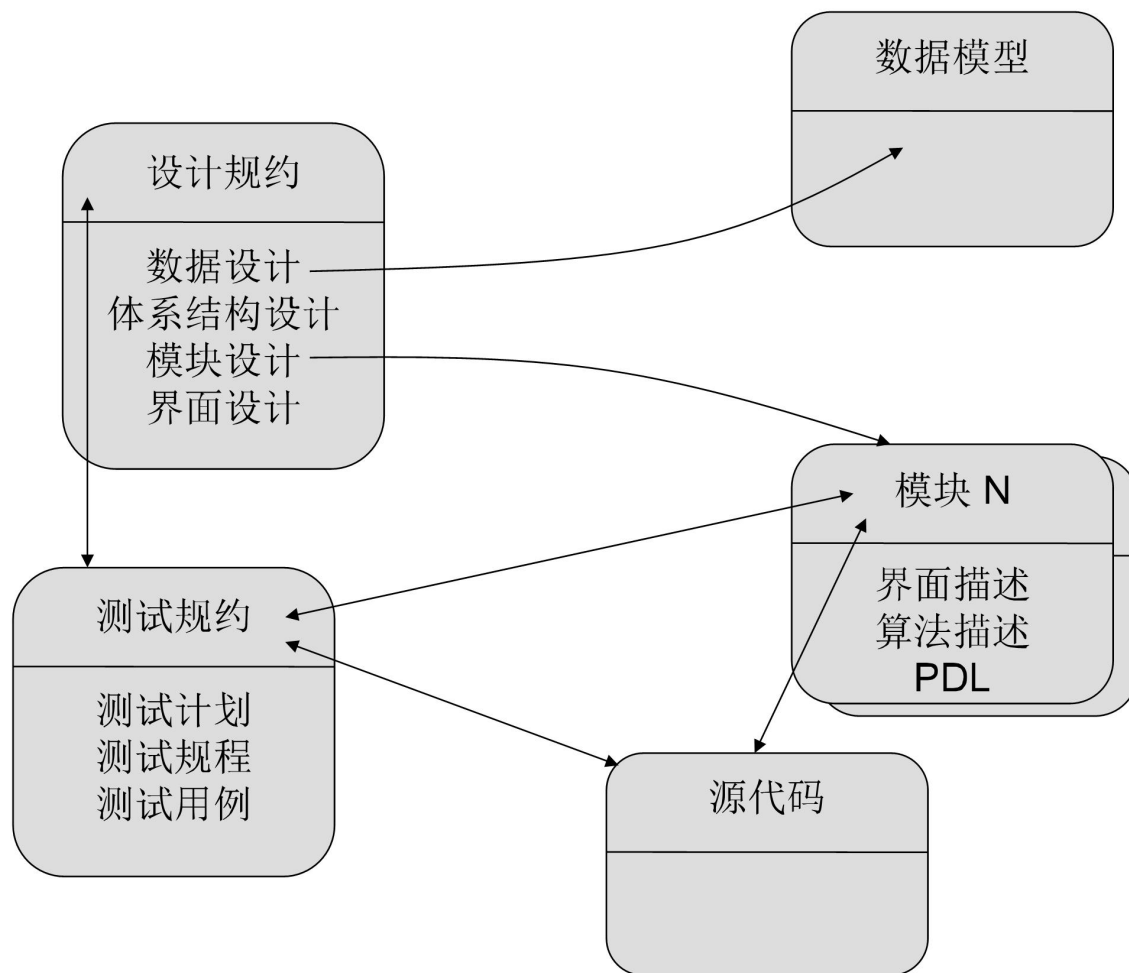 数据模型
设计规约
数据设计
体系结构设计
模块设计
界面设计
模块 N
界面描述
算法描述
PDL
测试规约
测试计划
测试规程
测试用例
源代码